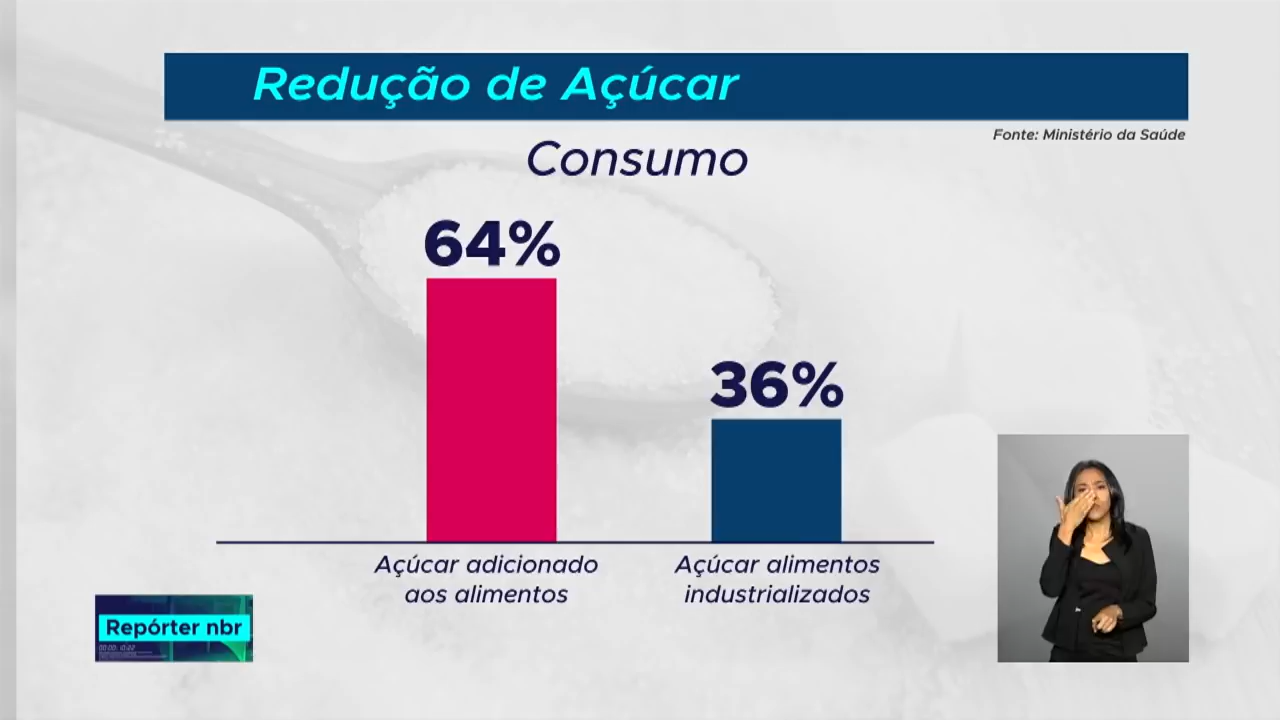 Redução de Açúcar
Fonte: Ministério da Saúde
Consumo
64%
36%
Açúcar adicionado
aos alimentos
Açúcar alimentos
industrializados
Repórter nbr